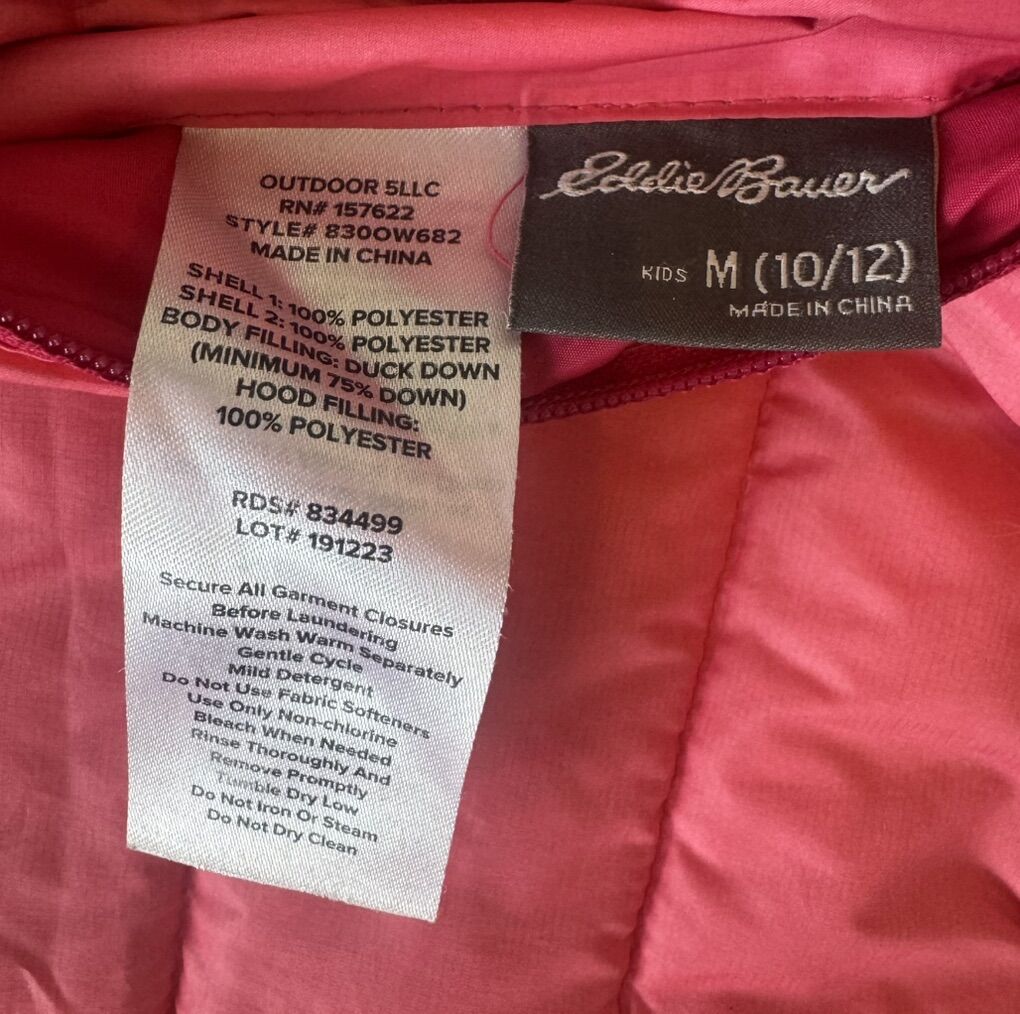 OUTDOOR 5LLC
RN# 157622
STYLE# 830OW682
MADE IN CHINA
SHELL 1: 100% POLYESTER
SHELL 2: 100% POLYESTER
BODY FILLING: DUCK DOWN
(MINIMUM 75% DOWN)
HOOD FILLING:
100% POLYESTER
RDS# 834499
LOT# 191223
Secure All Garment Closures
Before Laundering
Machine Wash Warm Separately
Gentle Cycle
Mild Detergent
Do Not Use Fabric Softeners
Use Only Non-chlorine
Bleach When Needed
Rinse Thoroughly And
Remove Promptly
Tumble Dry Low
Do Not Iron Or Steam
Do Not Dry Clean
Eddie Bauer
KIDS M (10/12)
MADE IN CHINA